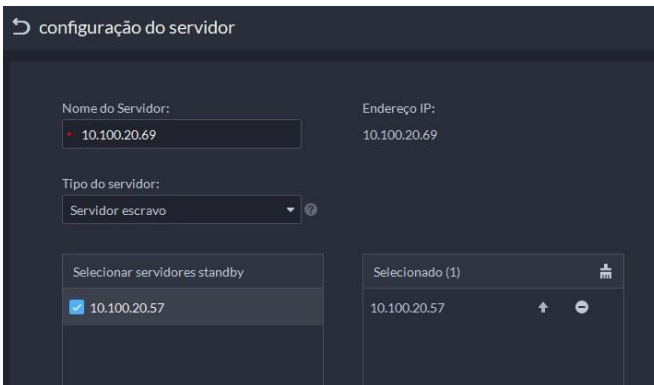 configuração do servidor
Nome do Servidor:
Endereço IP:
* 10.100.20.69
10.100.20.69
Tipo do servidor:
Servidor escravo
?
Selecionar servidores standby
Selecionado (1)
10.100.20.57
10.100.20.57